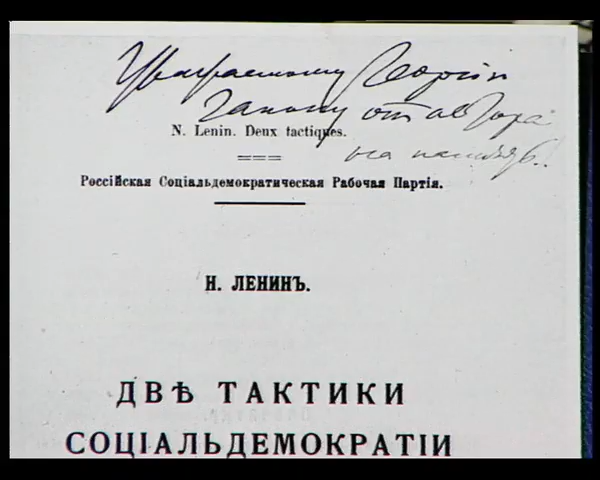 Уважаемому Георгію
Гапону от автора
на память.
N. Lenin. Deux tactiques.
Россійская Соціальдемократическая Рабочая Партія.
Н. ЛЕНИНЪ.
ДВѢ ТАКТИКИ
СОЦІАЛЬДЕМОКРАТІИ